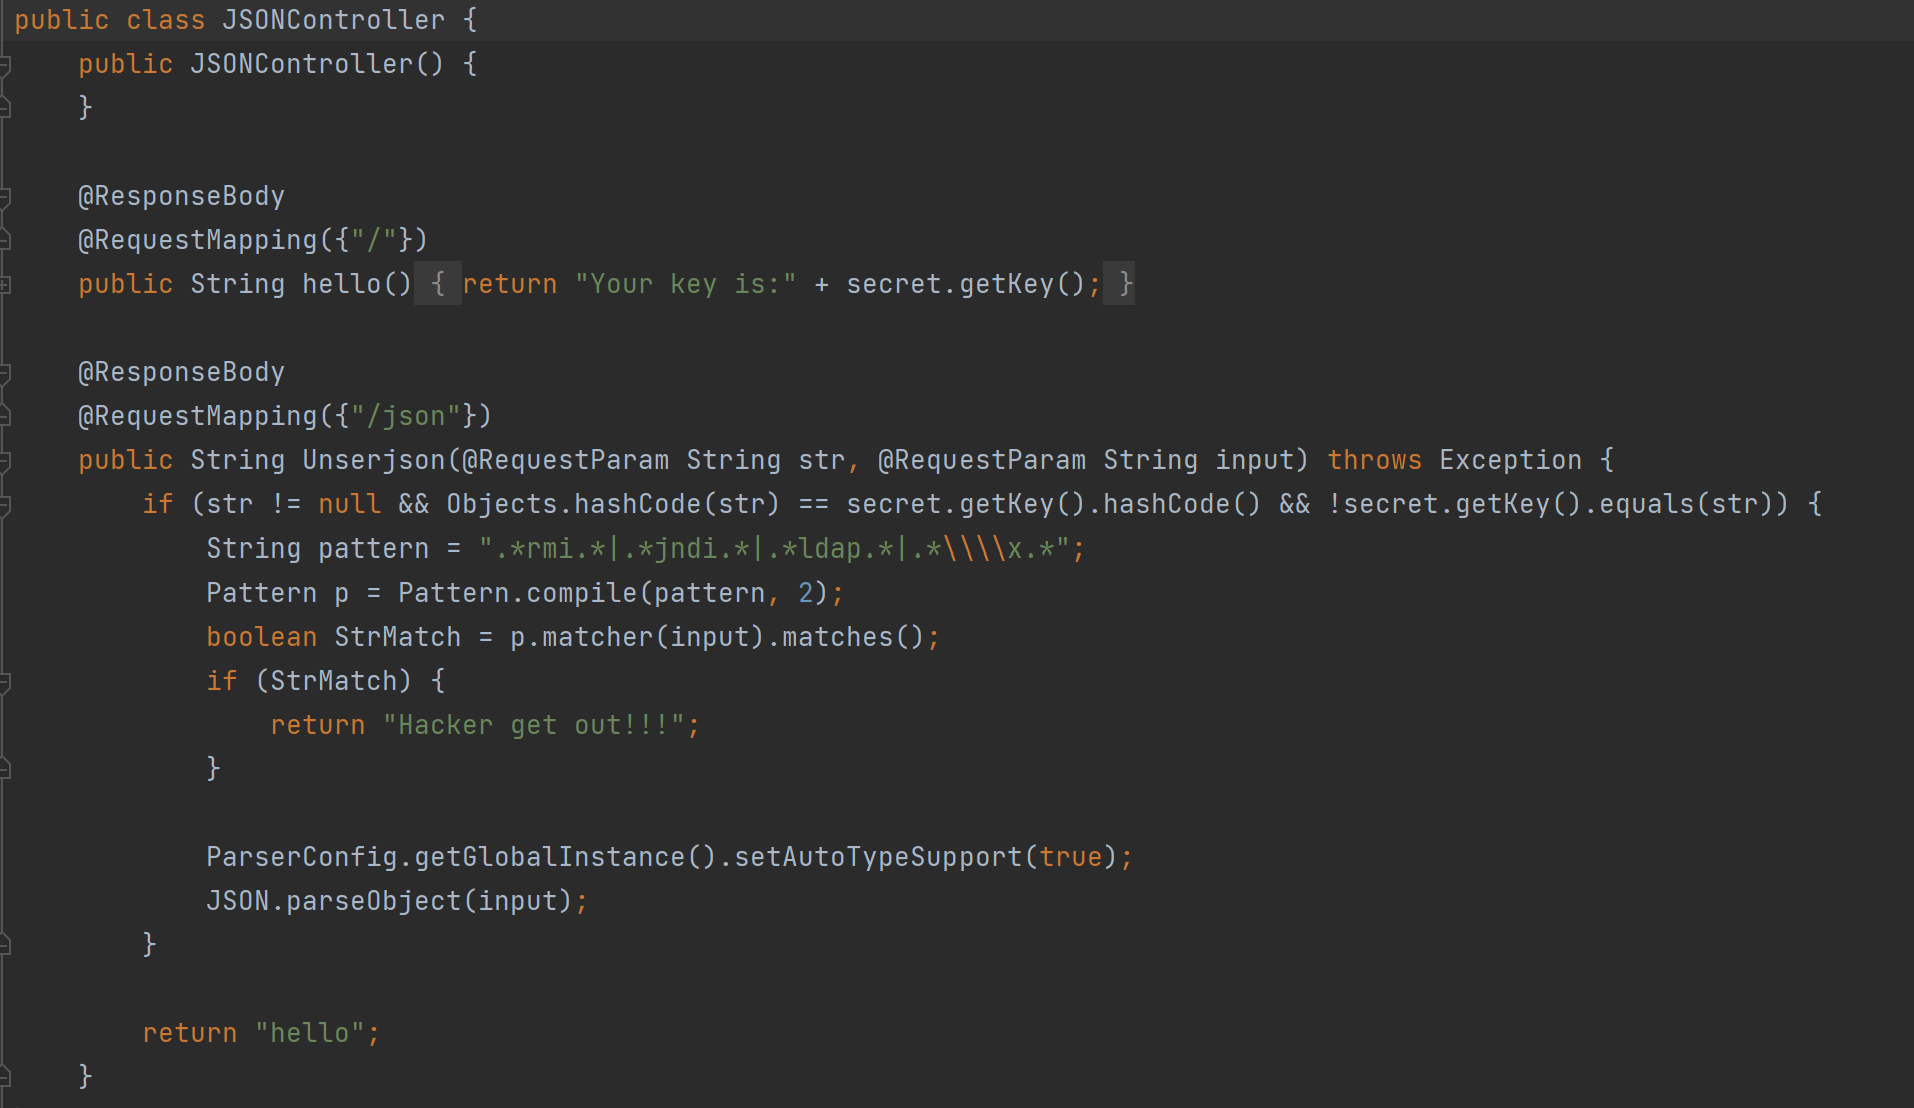 public class JSONController {
    public JSONController() {
    }

    @ResponseBody
    @RequestMapping({"/"})
    public String hello() { return "Your key is:" + secret.getKey(); }

    @ResponseBody
    @RequestMapping({"/json"})
    public String Unserjson(@RequestParam String str, @RequestParam String input) throws Exception {
        if (str != null && Objects.hashCode(str) == secret.getKey().hashCode() && !secret.getKey().equals(str)) {
            String pattern = ".*rmi.*|.*jndi.*|.*ldap.*|.*\\\\x.*";
            Pattern p = Pattern.compile(pattern, 2);
            boolean StrMatch = p.matcher(input).matches();
            if (StrMatch) {
                return "Hacker get out!!!";
            }

            ParserConfig.getGlobalInstance().setAutoTypeSupport(true);
            JSON.parseObject(input);
        }

        return "hello";
    }